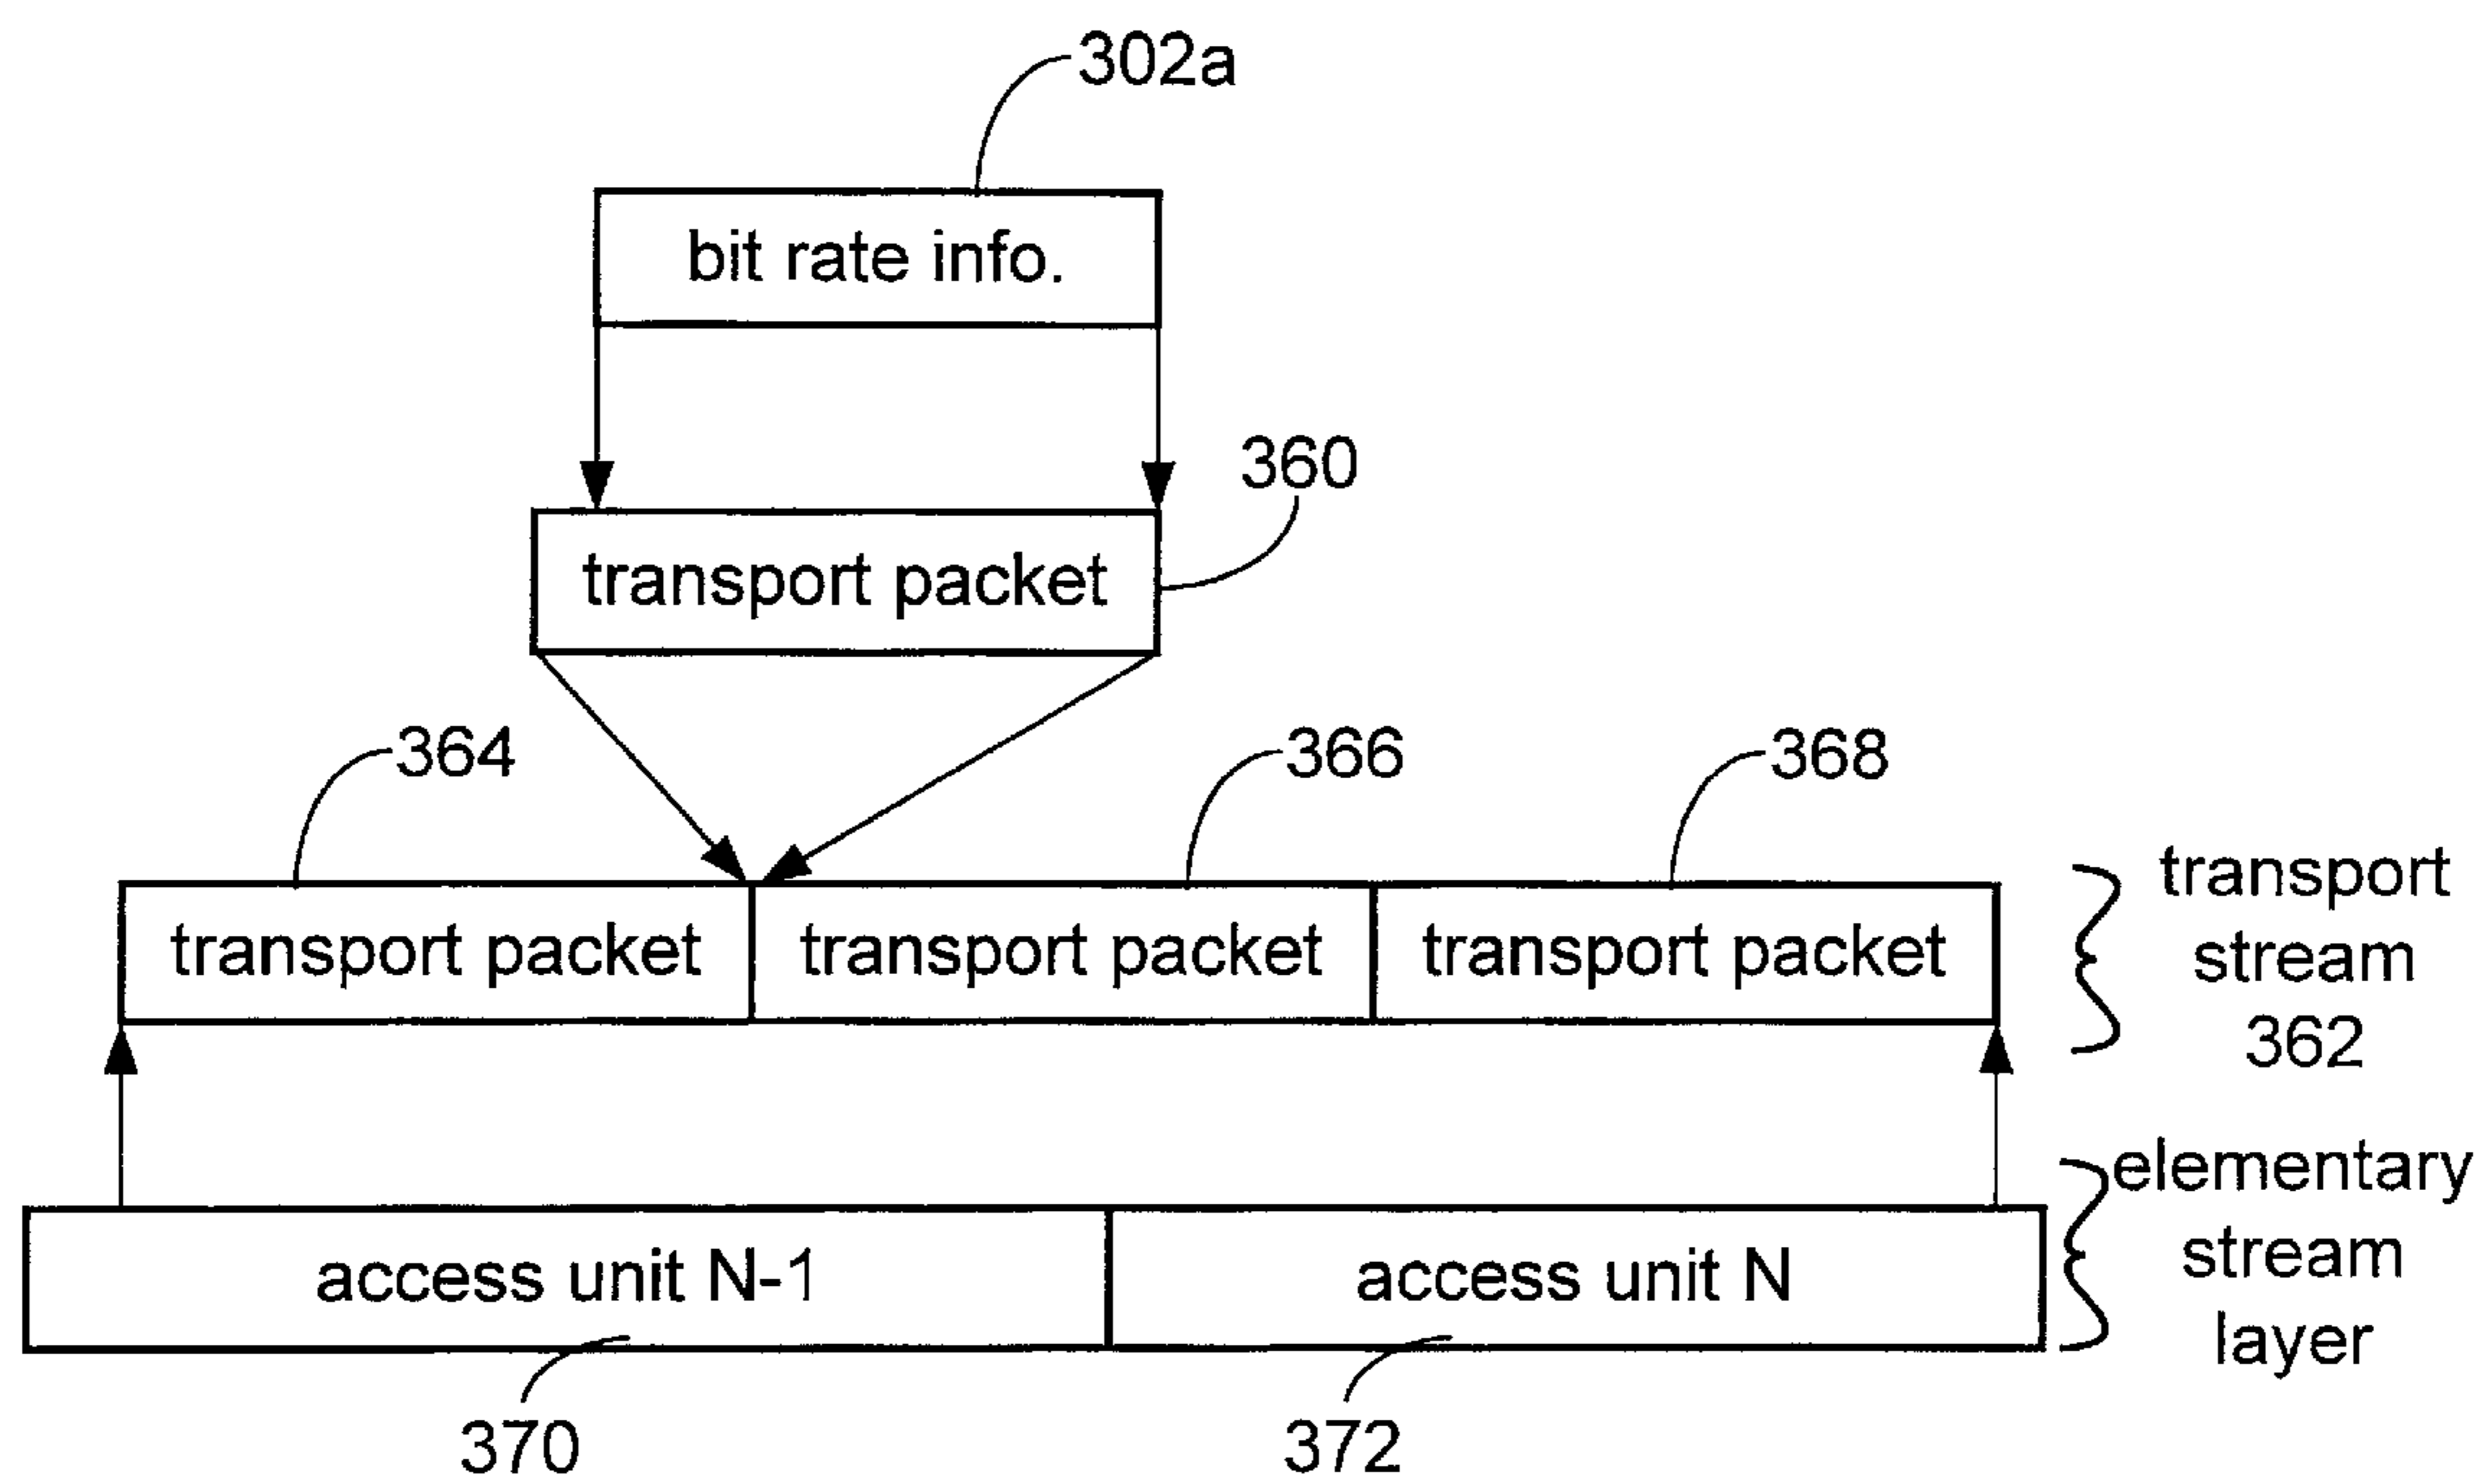 302a
bit rate info.
360
transport packet
364
366
368
transport packet
transport packet
transport packet
transport
stream
362
elementary
stream
layer
access unit N-1
access unit N
370
372